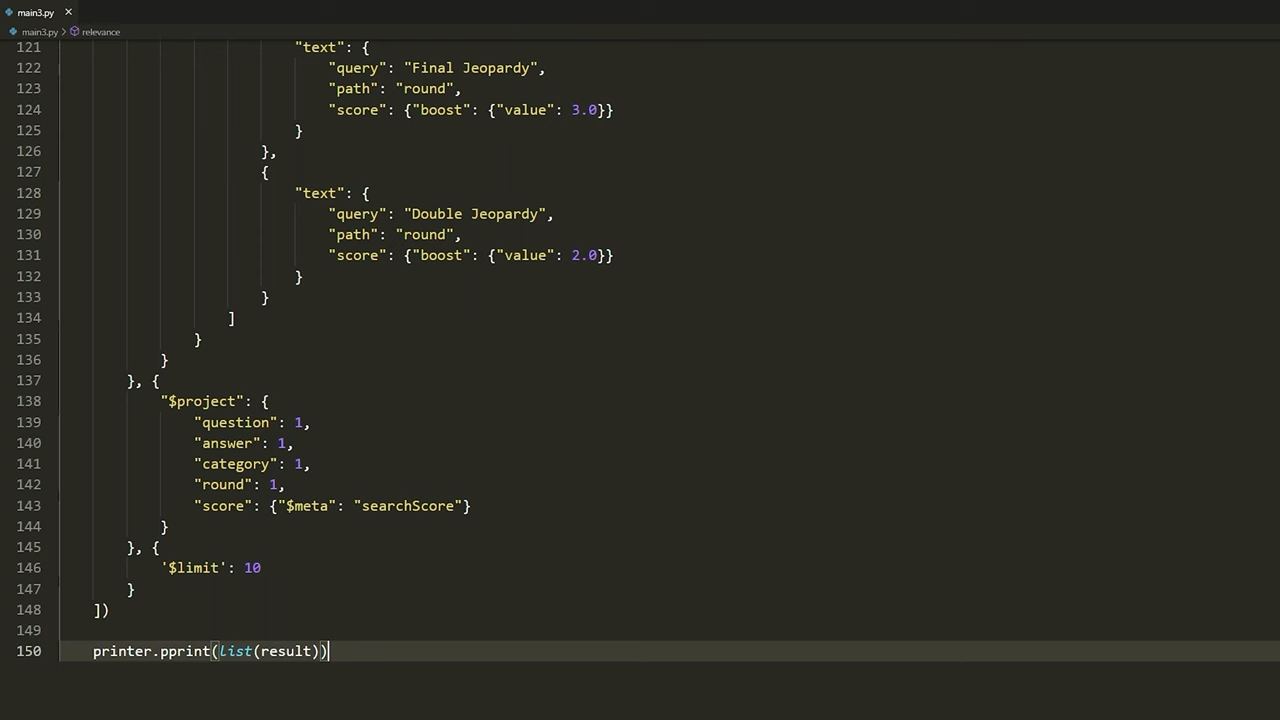 main3.py ×
main3.py > relevance
121 "text": {
122 "query": "Final Jeopardy",
123 "path": "round",
124 "score": {"boost": {"value": 3.0}}
125 }
126 },
127 {
128 "text": {
129 "query": "Double Jeopardy",
130 "path": "round",
131 "score": {"boost": {"value": 2.0}}
132 }
133 }
134 ]
135 }
136 }
137 }, {
138 "$project": {
139 "question": 1,
140 "answer": 1,
141 "category": 1,
142 "round": 1,
143 "score": {"$meta": "searchScore"}
144 }
145 }, {
146 '$limit': 10
147 }
148 ])
149
150 printer.pprint(list(result))